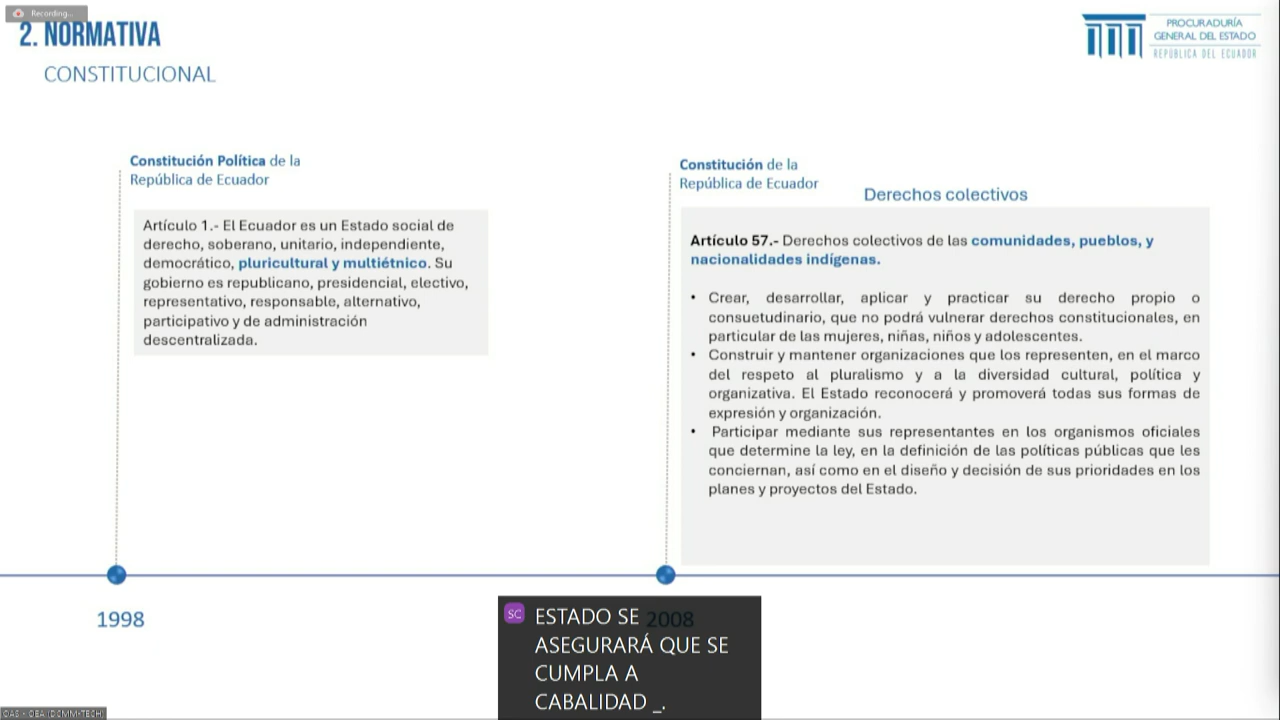 Recording...
2. NORMATIVA
CONSTITUCIONAL
PROCURADURÍA
GENERAL DEL ESTADO
REPÚBLICA DEL ECUADOR
Constitución Política de la
República de Ecuador
Artículo 1.- El Ecuador es un Estado social de
derecho, soberano, unitario, independiente,
democrático, pluricultural y multiétnico. Su
gobierno es republicano, presidencial, electivo,
representativo, responsable, alternativo,
participativo y de administración
descentralizada.
Constitución de la
República de Ecuador
Derechos colectivos
Artículo 57.- Derechos colectivos de las comunidades, pueblos, y
nacionalidades indígenas.
• Crear, desarrollar, aplicar y practicar su derecho propio o
consuetudinario, que no podrá vulnerar derechos constitucionales, en
particular de las mujeres, niñas, niños y adolescentes.
• Construir y mantener organizaciones que los representen, en el marco
del respeto al pluralismo y a la diversidad cultural, política y
organizativa. El Estado reconocerá y promoverá todas sus formas de
expresión y organización.
• Participar mediante sus representantes en los organismos oficiales
que determine la ley, en la definición de las políticas públicas que les
conciernan, así como en el diseño y decisión de sus prioridades en los
planes y proyectos del Estado.
1998
2008
SC
ESTADO SE
ASEGURARÁ QUE SE
CUMPLA A
CABALIDAD _.
OAS - OEA (DCMM-TECH)